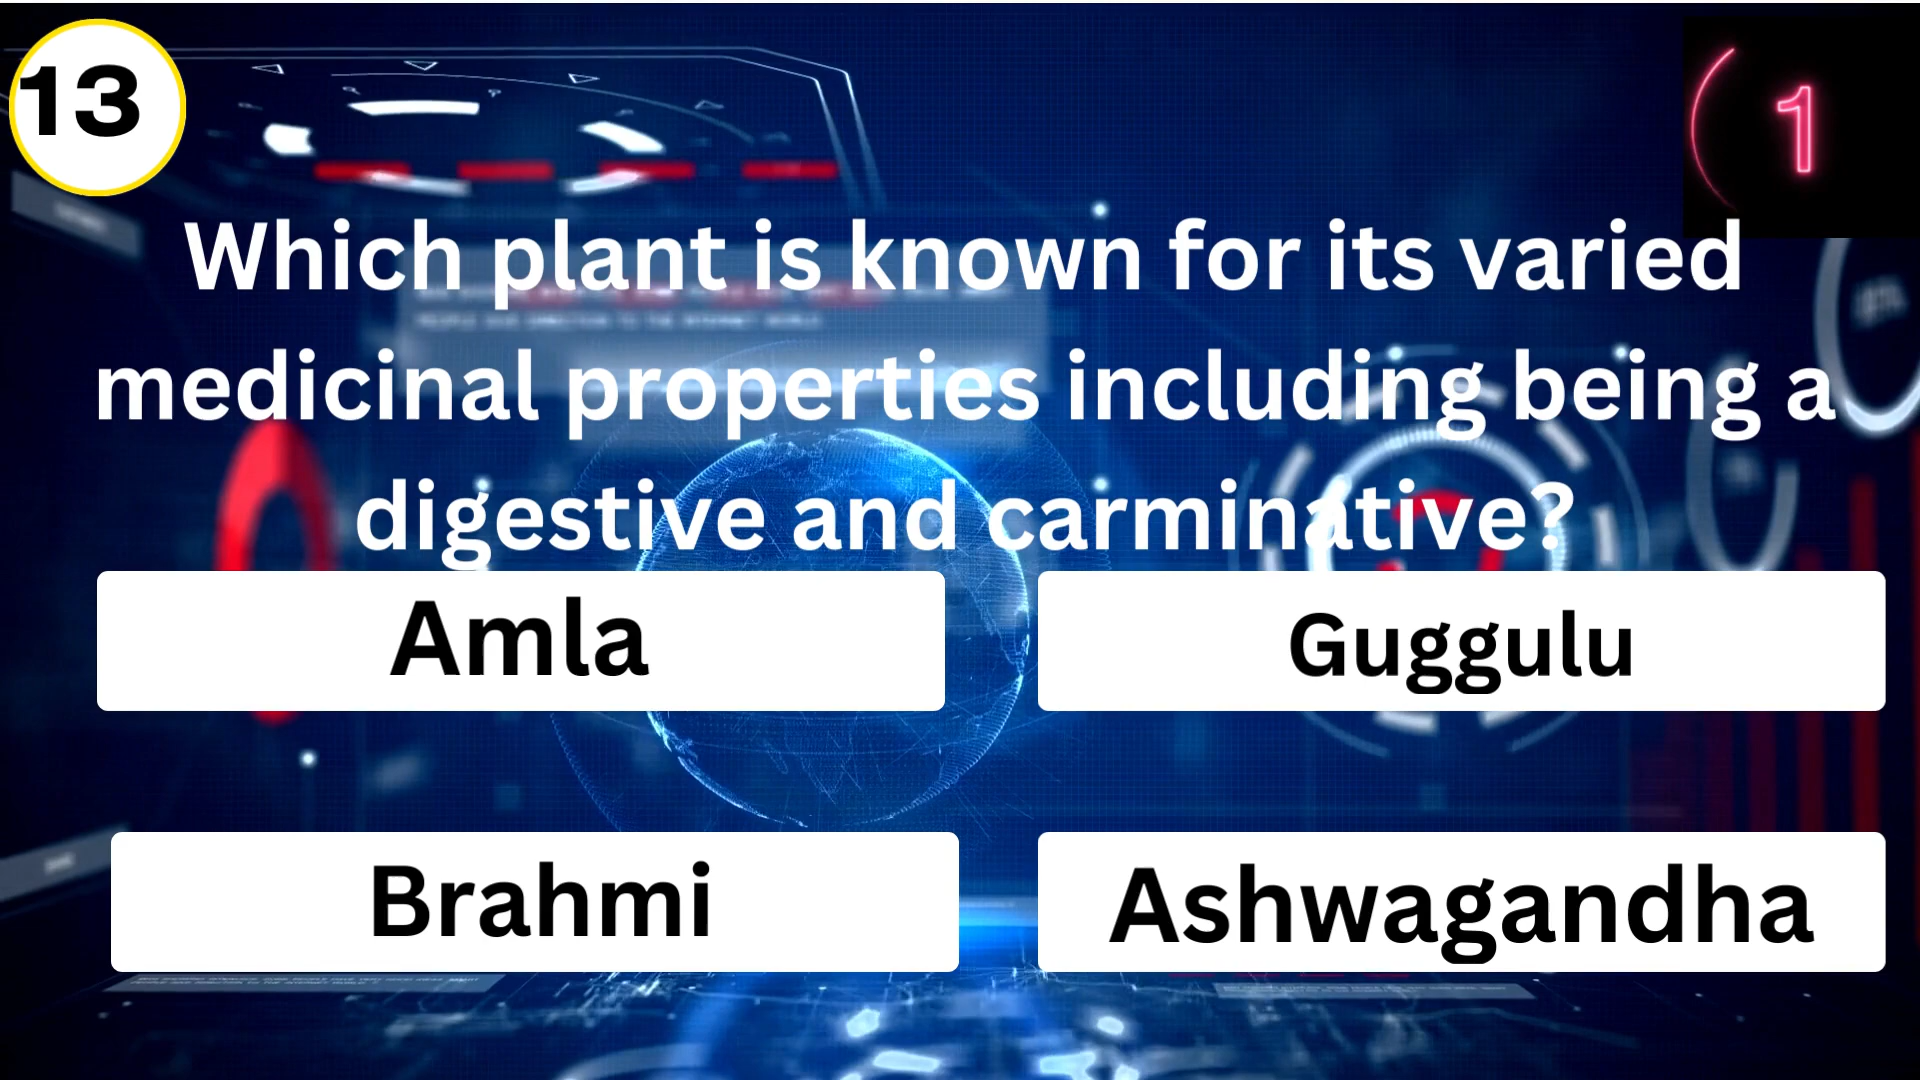 13
1
Which plant is known for its varied
medicinal properties including being a
digestive and carminative?
Amla
Guggulu
Brahmi
Ashwagandha